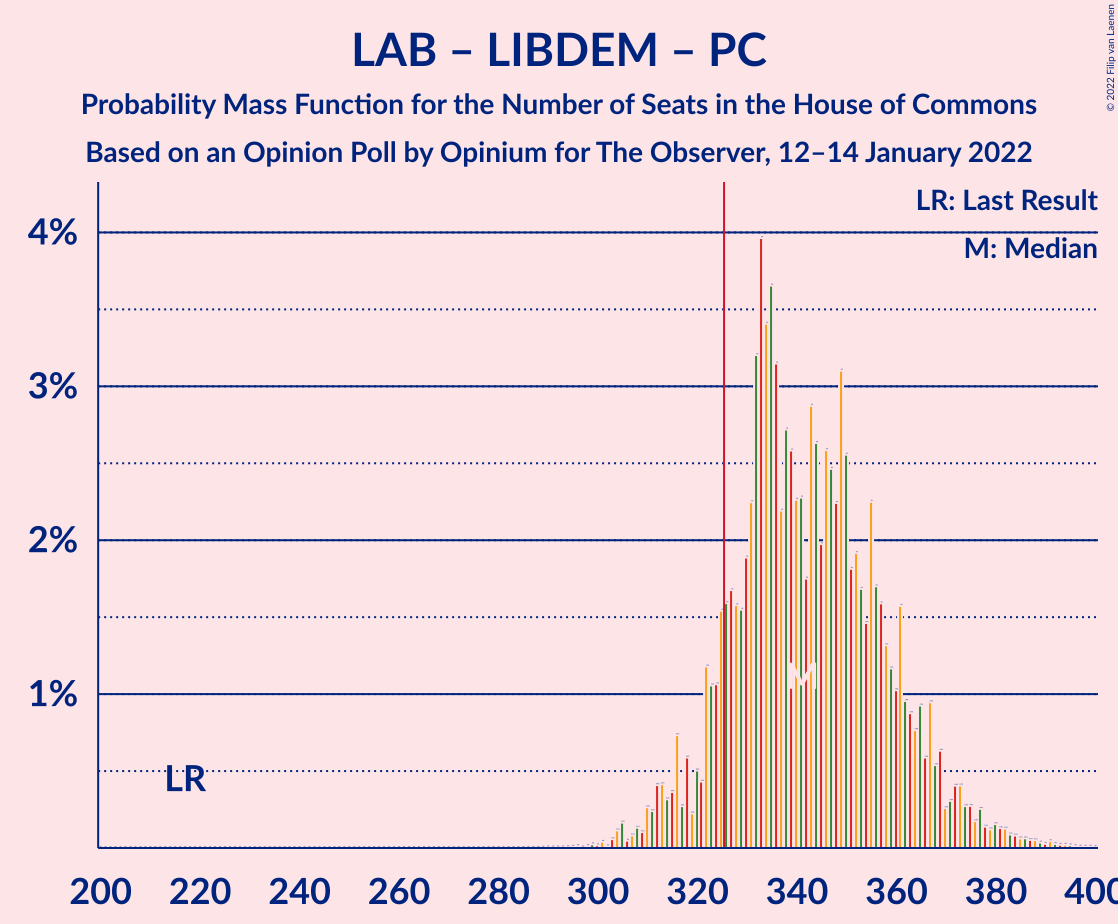 LAB – LIBDEM – PC
Probability Mass Function for the Number of Seats in the House of Commons
Based on an Opinion Poll by Opinium for The Observer, 12–14 January 2022
© 2022 Filip van Laenen
LR: Last Result
M: Median
4%
3%
2%
1%
M
LR
200 220 240 260 280 300 320 340 360 380 400